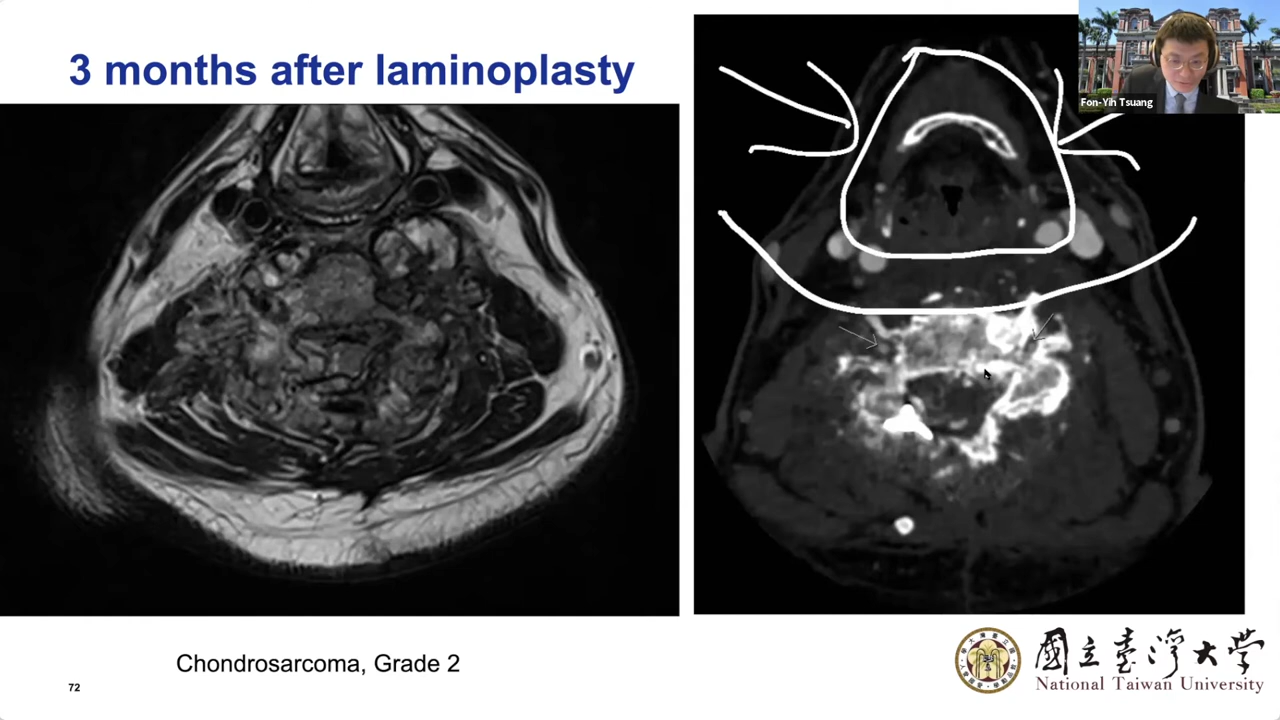 3 months after laminoplasty
Fon-Yih Tsuang
Chondrosarcoma, Grade 2
72
國立臺灣大學
National Taiwan University